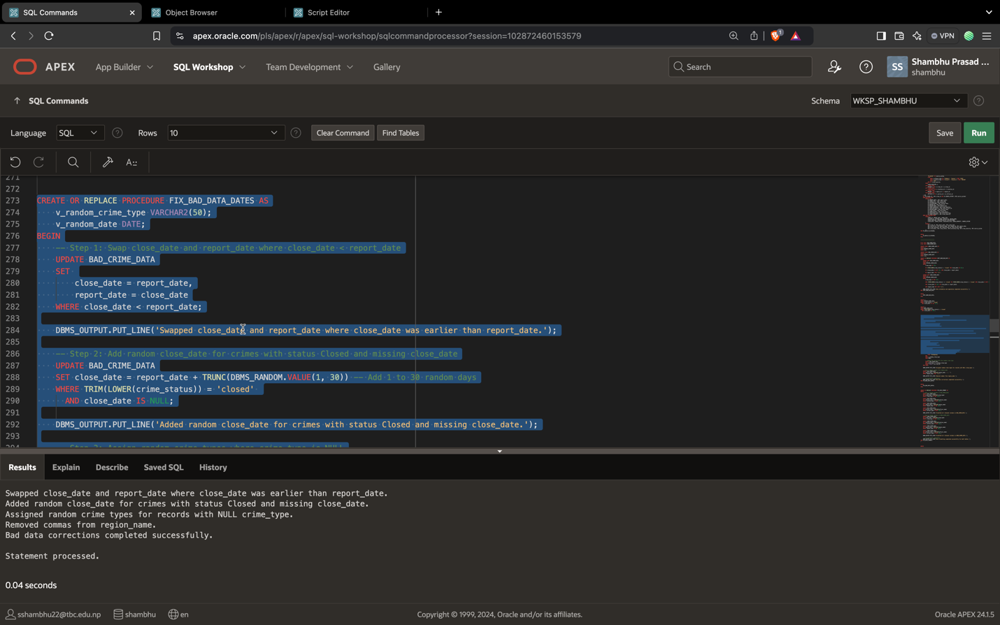 SQL Commands
Object Browser
Script Editor
apex.oracle.com/pls/apex/r/apex/sql-workshop/sqlcommandprocessor?session=102872460153579
1
VPN
APEX
App Builder
SQL Workshop
Team Development
Gallery
Search
SS
Shambhu Prasad ...
shambhu
SQL Commands
Schema
WKSP_SHAMBHU
Language
SQL
Rows
10
Clear Command
Find Tables
Save
Run
271
272
273 CREATE OR REPLACE PROCEDURE FIX_BAD_DATA_DATES AS
274 v_random_crime_type VARCHAR2(50);
275 v_random_date DATE;
276 BEGIN
277 -- Step 1: Swap close_date and report_date where close_date < report_date
278 UPDATE BAD_CRIME_DATA
279 SET
280 close_date = report_date,
281 report_date = close_date
282 WHERE close_date < report_date;
283
284 DBMS_OUTPUT.PUT_LINE('Swapped close_date and report_date where close_date was earlier than report_date.');
285
286 -- Step 2: Add random close_date for crimes with status Closed and missing close_date
287 UPDATE BAD_CRIME_DATA
288 SET close_date = report_date + TRUNC(DBMS_RANDOM.VALUE(1, 30)) -- Add 1 to 30 random days
289 WHERE TRIM(LOWER(crime_status)) = 'closed'
290 AND close_date IS NULL;
291
292 DBMS_OUTPUT.PUT_LINE('Added random close_date for crimes with status Closed and missing close_date.');
293
294 -- Step 3: Assign random crime types where crime_type is NULL
Results
Explain
Describe
Saved SQL
History
Swapped close_date and report_date where close_date was earlier than report_date.
Added random close_date for crimes with status Closed and missing close_date.
Assigned random crime types for records with NULL crime_type.
Removed commas from region_name.
Bad data corrections completed successfully.
Statement processed.
0.04 seconds
sshambhu22@tbc.edu.np
shambhu
en
Copyright © 1999, 2024, Oracle and/or its affiliates.
Oracle APEX 24.1.5